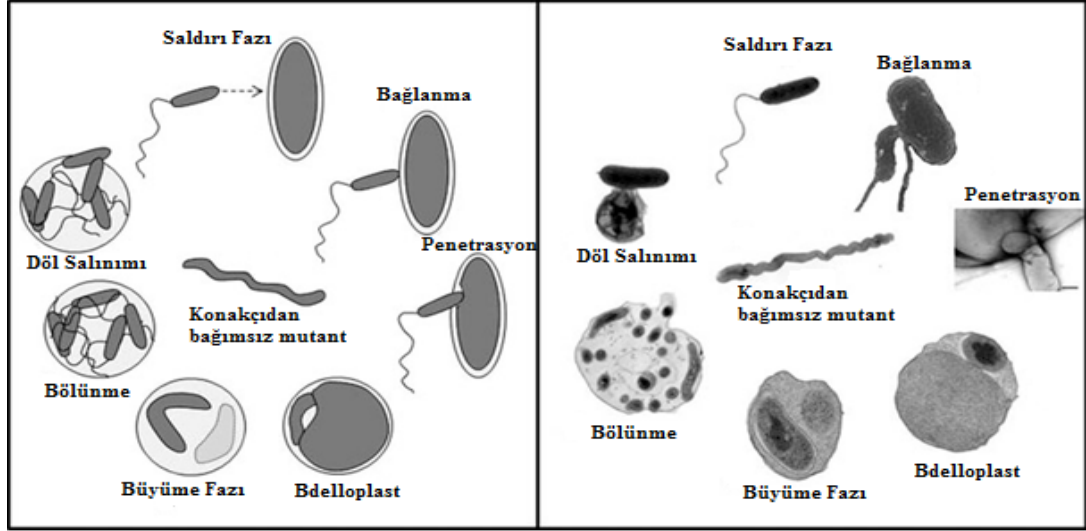 Saldırı Fazı
Bağlanma
Penetrasyon
Döl Salınımı
Konakçıdan
bağımsız mutant
Bölünme
Büyüme Fazı
Bdelloplast
Saldırı Fazı
Bağlanma
Penetrasyon
Döl Salınımı
Konakçıdan
bağımsız mutant
Bölünme
Bdelloplast
Büyüme Fazı